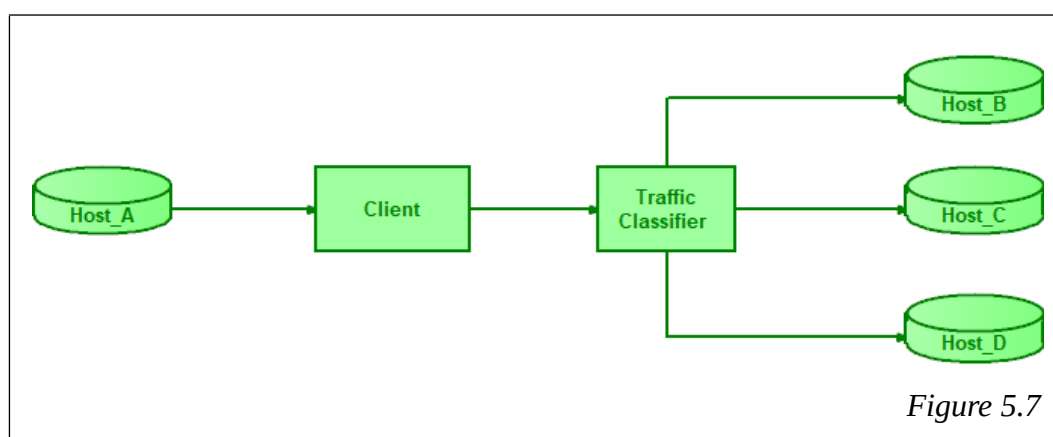 Host_B
Host_A
Client
Traffic
Classifier
Host_C
Host_D
Figure 5.7